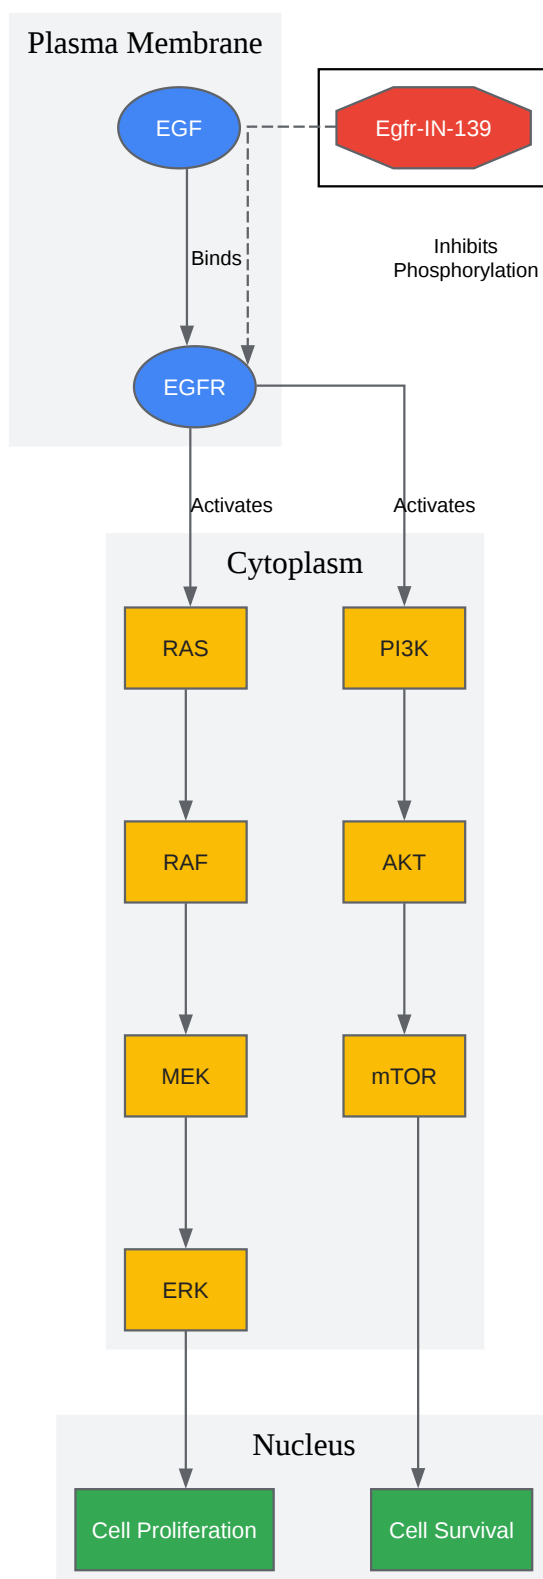 Plasma Membrane
EGF
Egfr-IN-139
Binds
Inhibits
Phosphorylation
EGFR
Activates
Activates
Cytoplasm
RAS
PI3K
RAF
AKT
MEK
mTOR
ERK
Nucleus
Cell Proliferation
Cell Survival